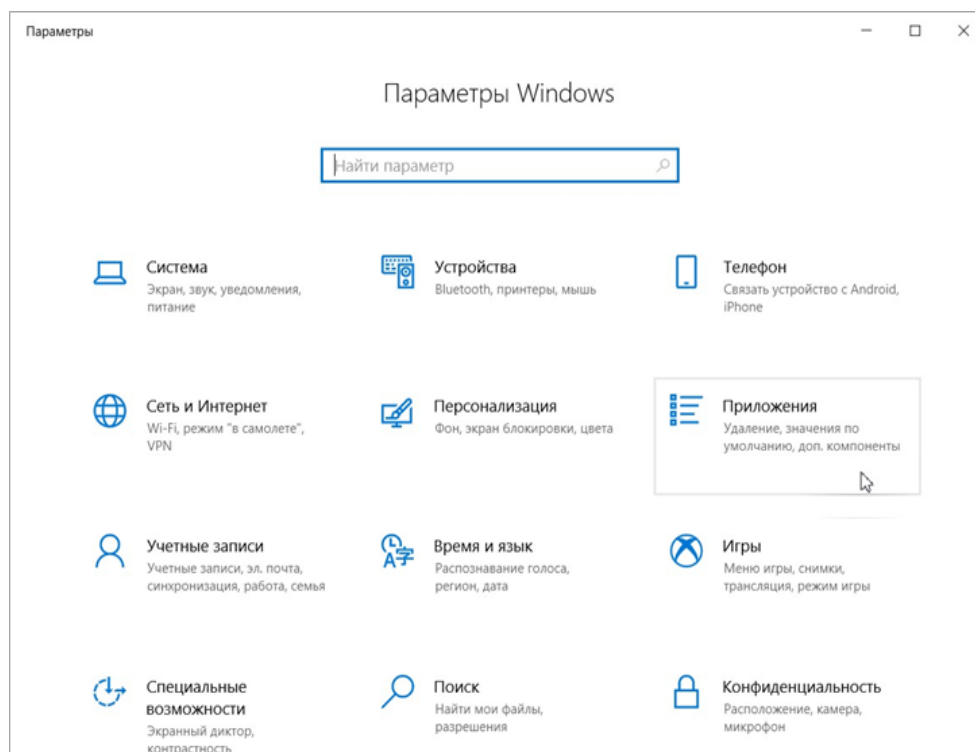 Параметры
Параметры Windows
Найти параметр
Система
Экран, звук, уведомления,
питание
Устройства
Bluetooth, принтеры, мышь
Телефон
Связать устройство с Android,
iPhone
Сеть и Интернет
Wi-Fi, режим "в самолете",
VPN
Персонализация
Фон, экран блокировки, цвета
Приложения
Удаление, значения по
умолчанию, доп. компоненты
Учетные записи
Учетные записи, эл. почта,
синхронизация, работа, семья
Время и язык
Распознавание голоса,
регион, дата
Игры
Меню игры, снимки,
трансляция, режим игры
Специальные
возможности
Экранный диктор,
контрастность
Поиск
Найти мои файлы,
разрешения
Конфиденциальность
Расположение, камера,
микрофон